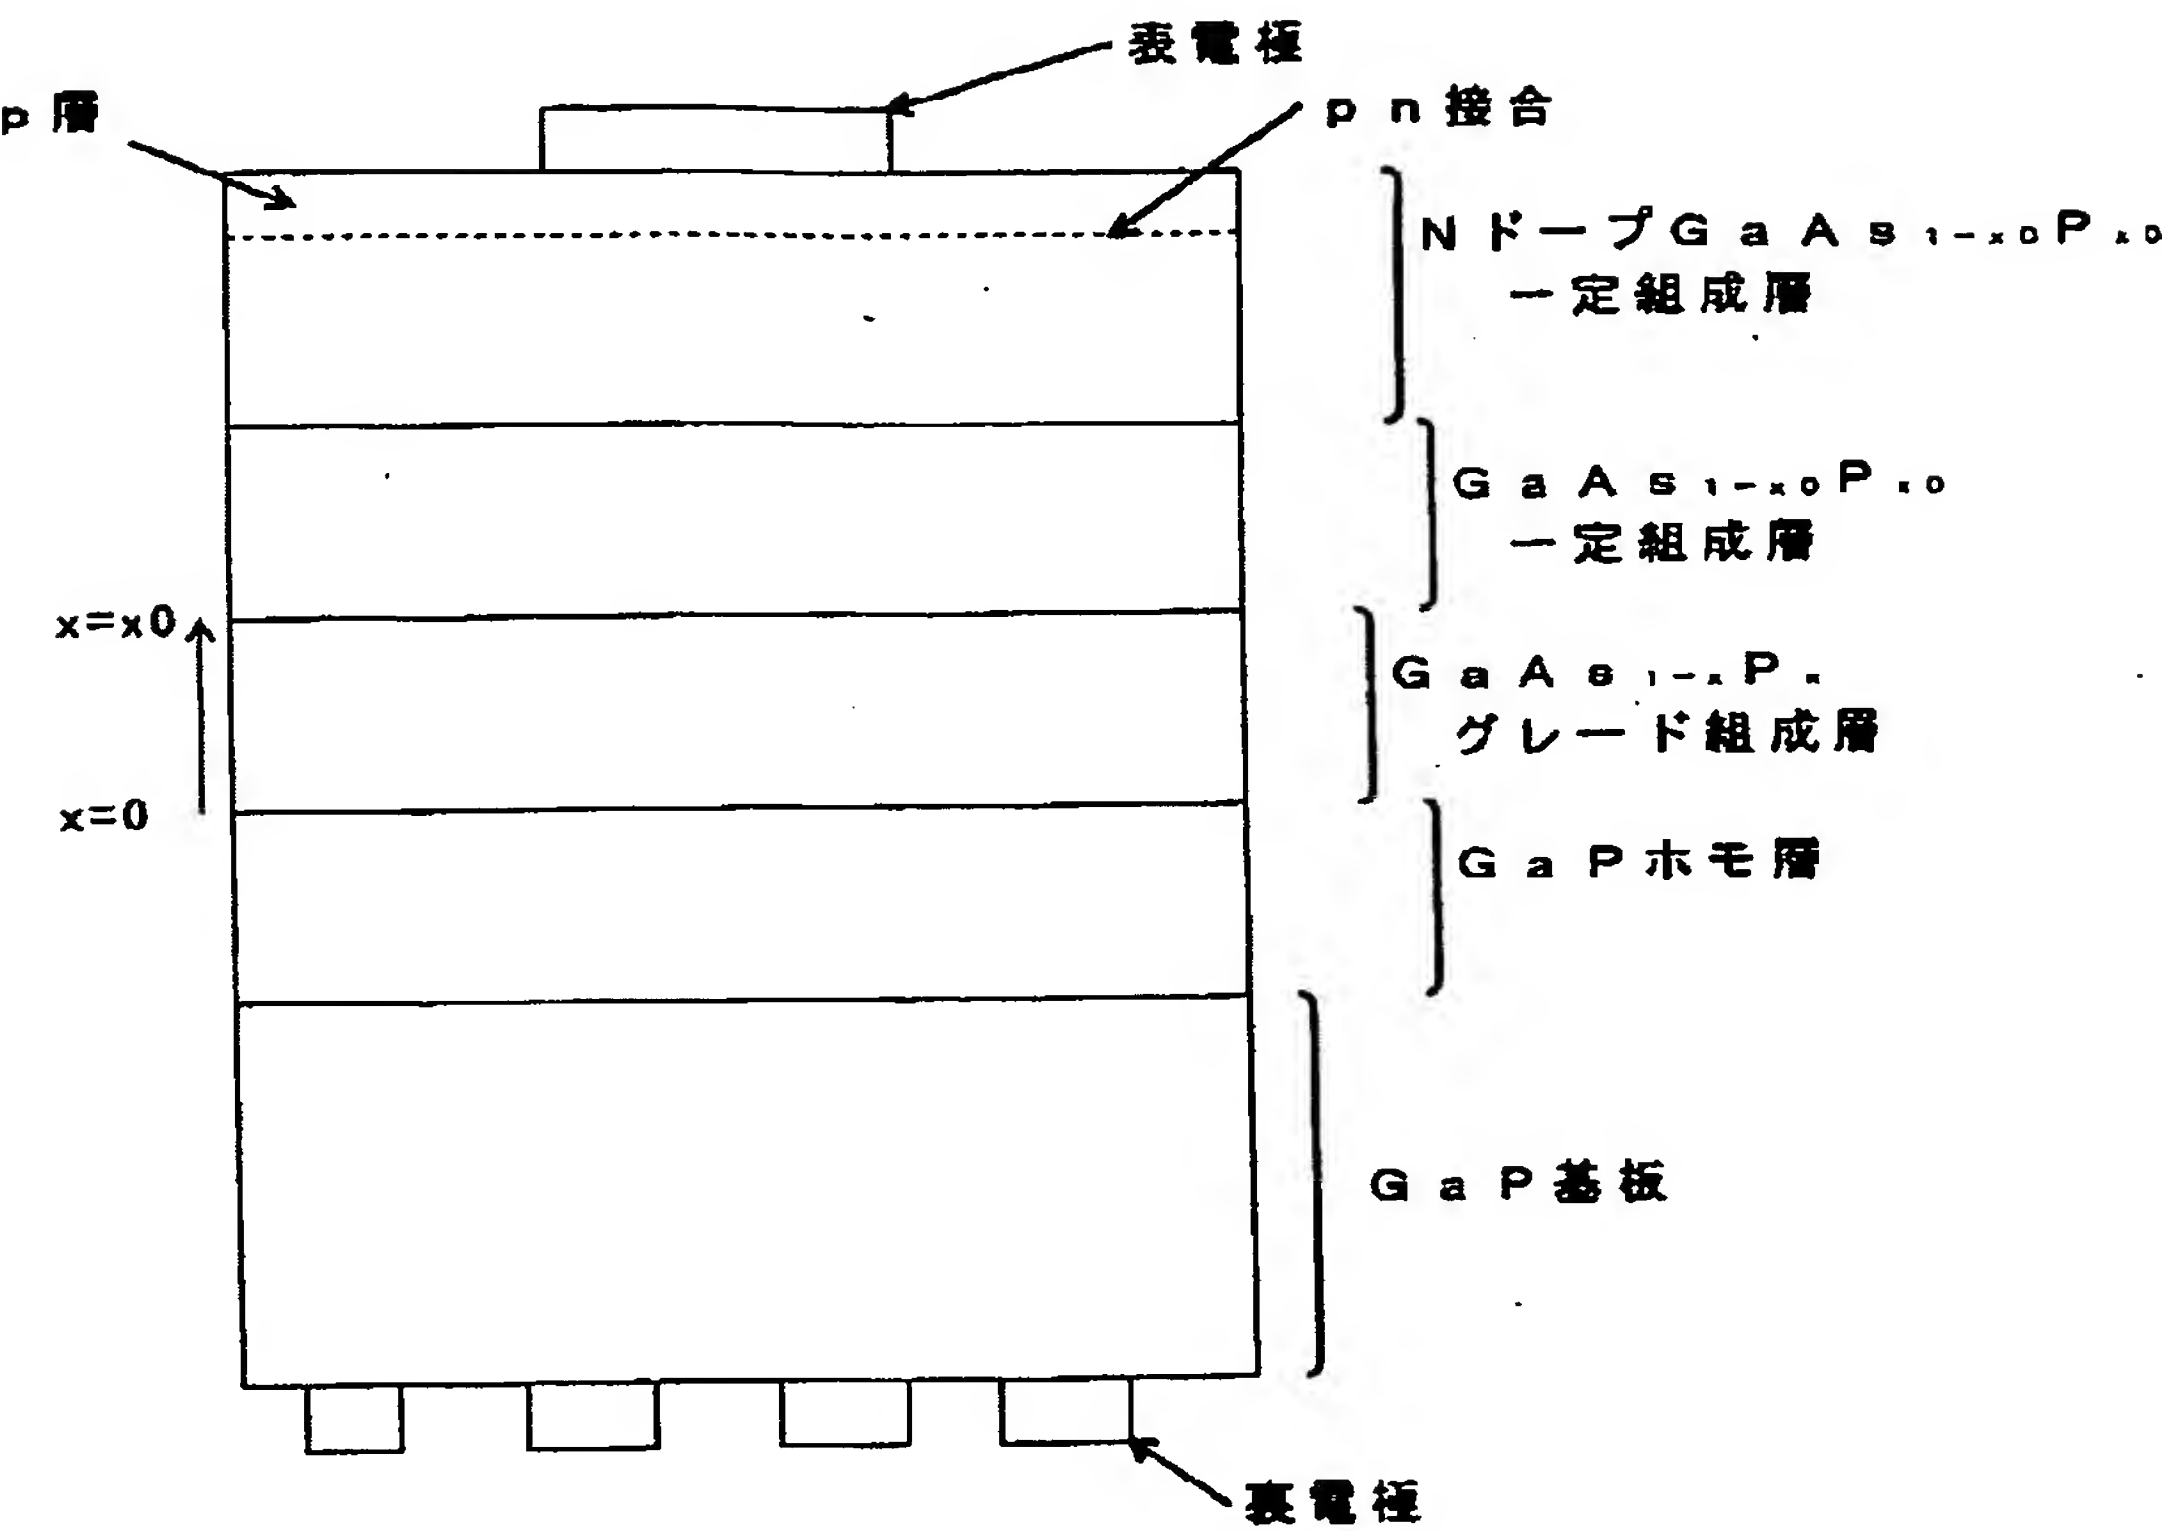 表電極
p層
pn接合
NドープGaAs1-x0Px0
一定組成層
GaAs1-x0Px0
一定組成層
x=x0
GaAs1-xPx
グレード組成層
x=0
GaPホモ層
GaP基板
裏電極